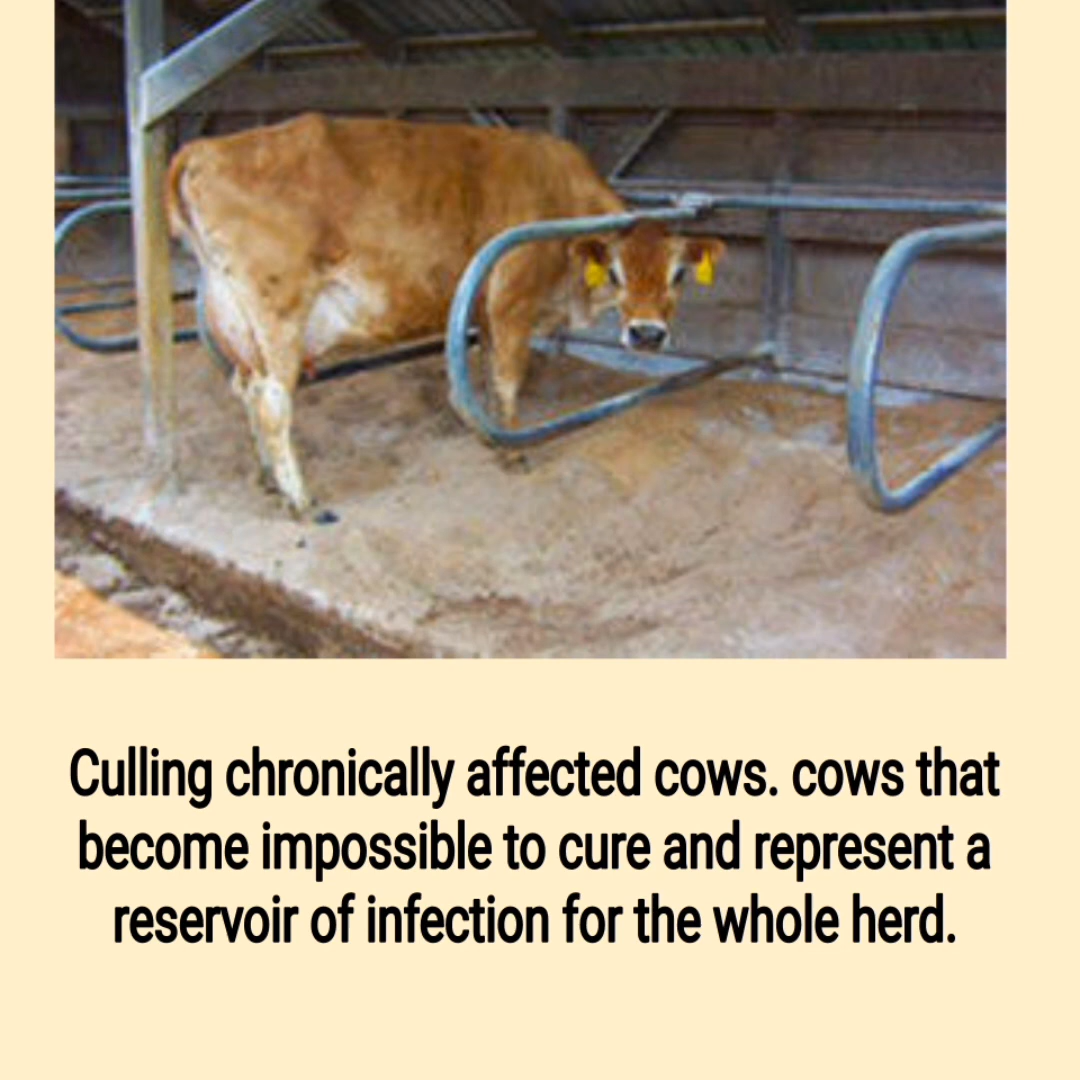 Culling chronically affected cows. cows that
become impossible to cure and represent a
reservoir of infection for the whole herd.